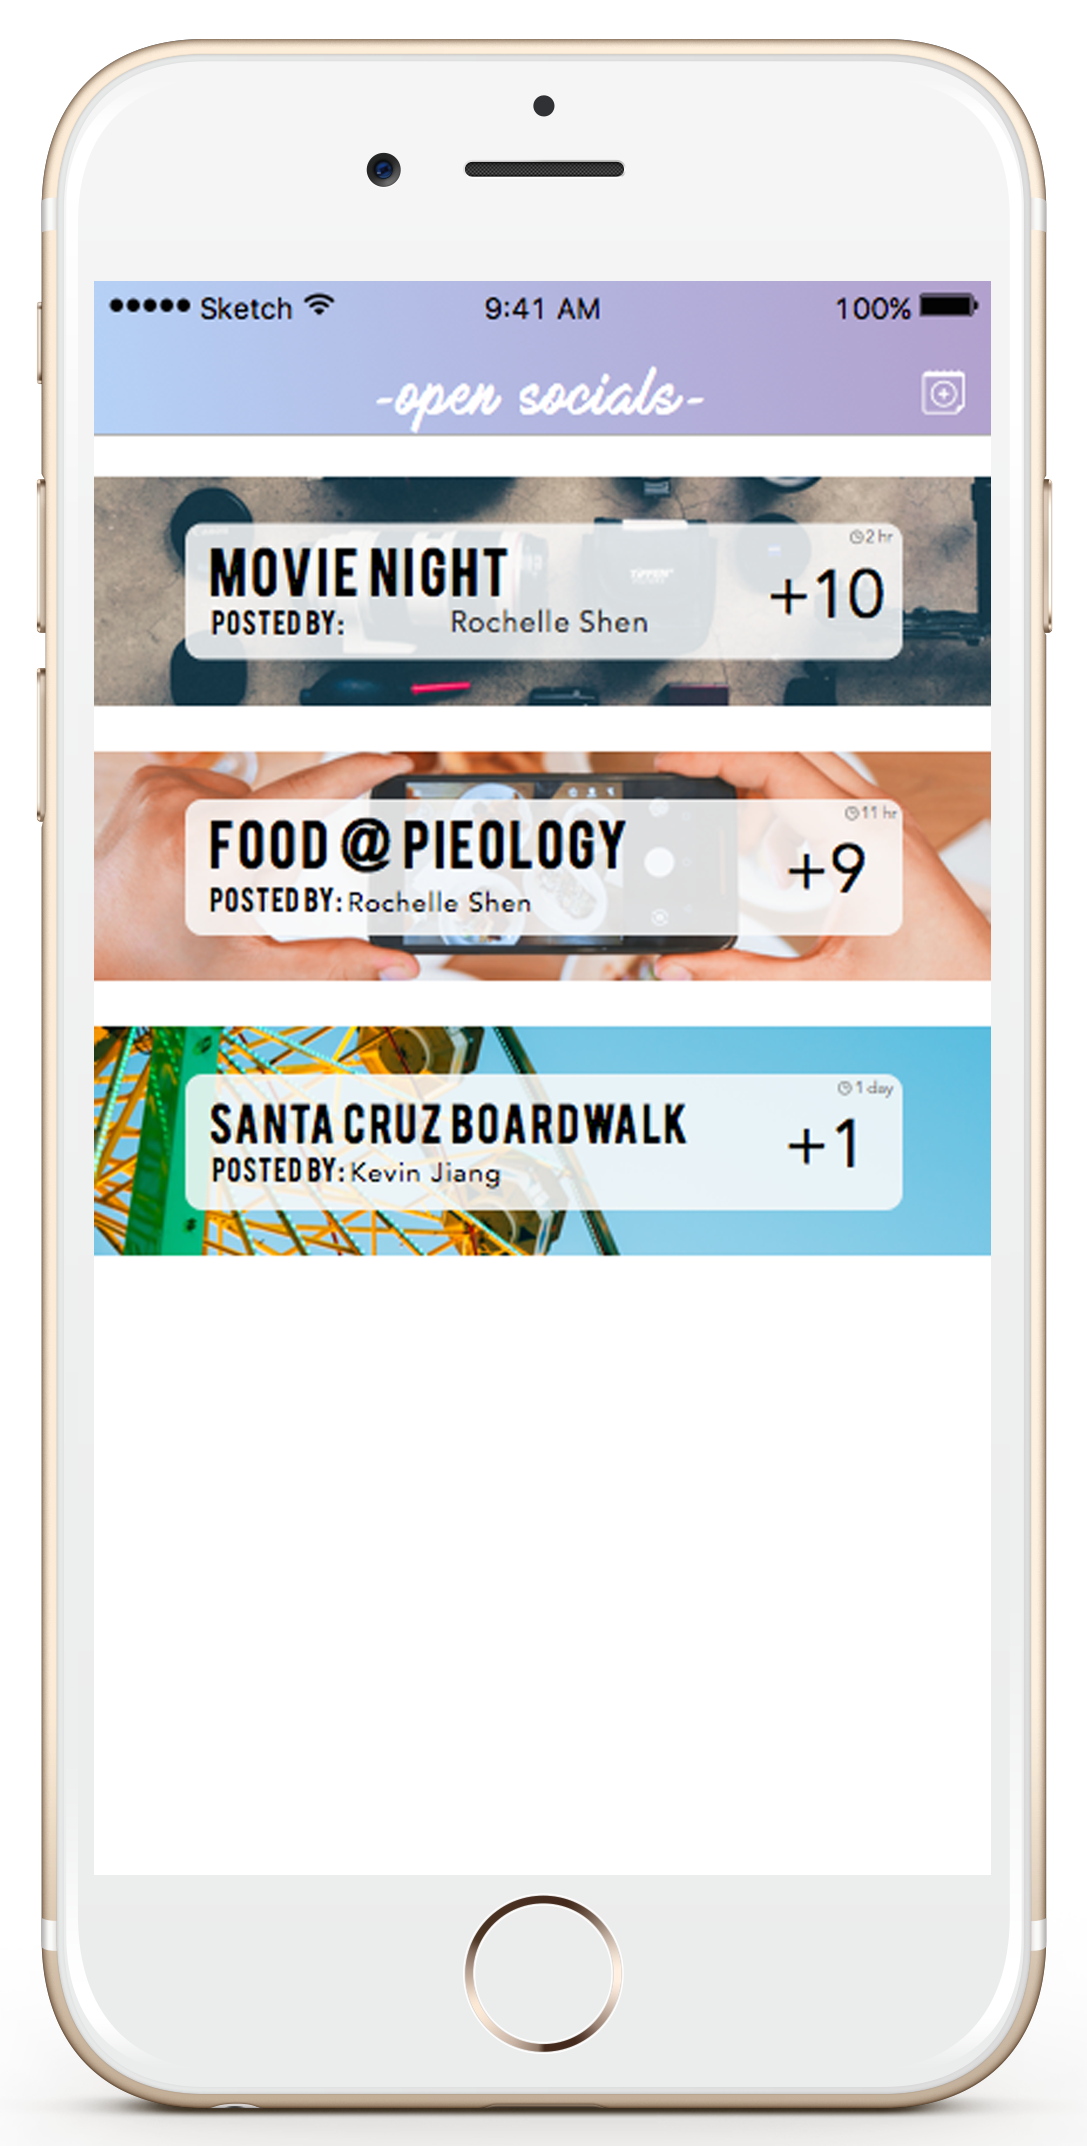 Sketch 9:41 AM 100%
-open socials-
2 hr
MOVIE NIGHT
+10
POSTED BY: Rochelle Shen
11 hr
FOOD @ PIEOLOGY
+9
POSTED BY: Rochelle Shen
1 day
SANTA CRUZ BOARDWALK
+1
POSTED BY: Kevin Jiang